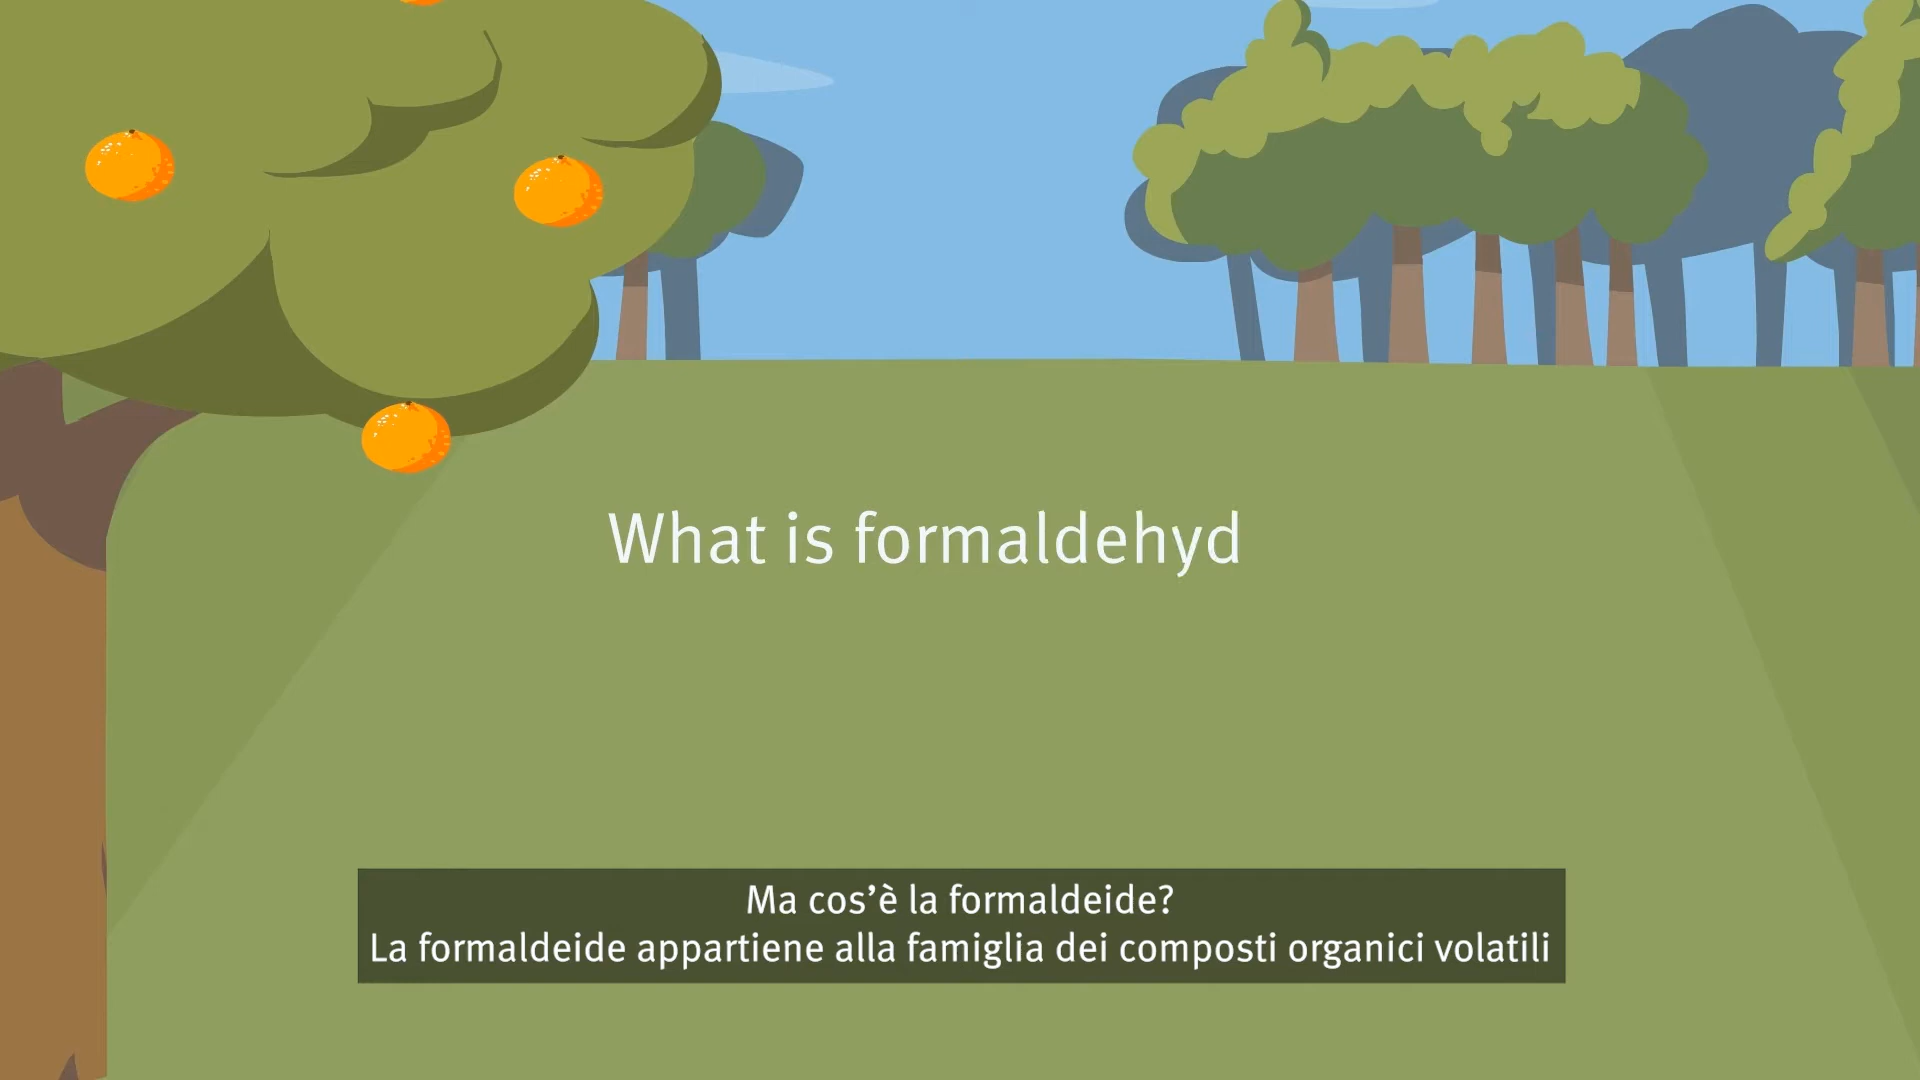 What is formaldehyd
Ma cos’è la formaldeide?
La formaldeide appartiene alla famiglia dei composti organici volatili